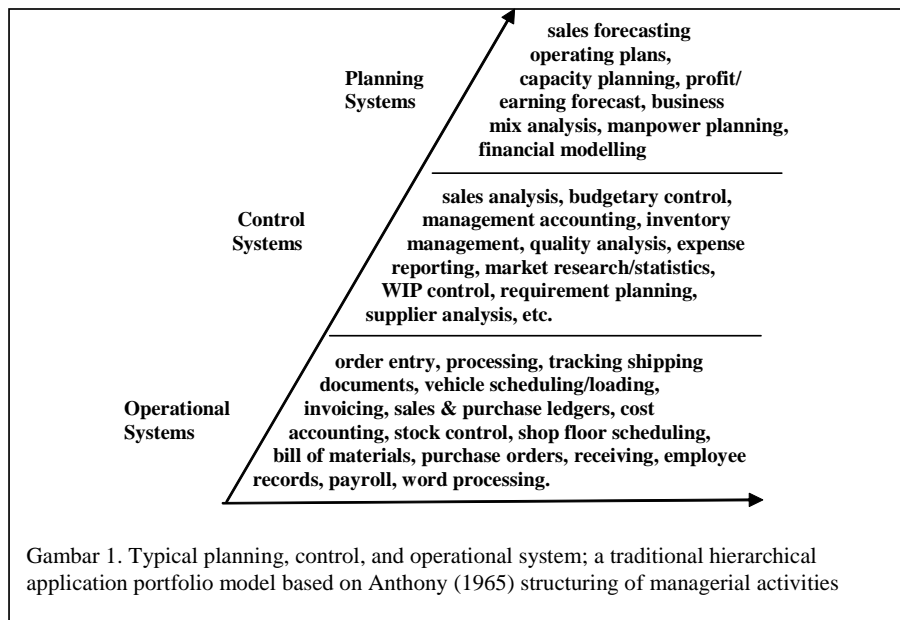 sales forecasting
operating plans,
Planning
Systems
capacity planning, profit/
earning forecast, business
mix analysis, manpower planning,
financial modelling
Control
Systems
sales analysis, budgetary control,
management accounting, inventory
management, quality analysis, expense
reporting, market research/statistics,
WIP control, requirement planning,
supplier analysis, etc.
Operational
Systems
order entry, processing, tracking shipping
documents, vehicle scheduling/loading,
invoicing, sales & purchase ledgers, cost
accounting, stock control, shop floor scheduling,
bill of materials, purchase orders, receiving, employee
records, payroll, word processing.
Gambar 1. Typical planning, control, and operational system; a traditional hierarchical
application portfolio model based on Anthony (1965) structuring of managerial activities